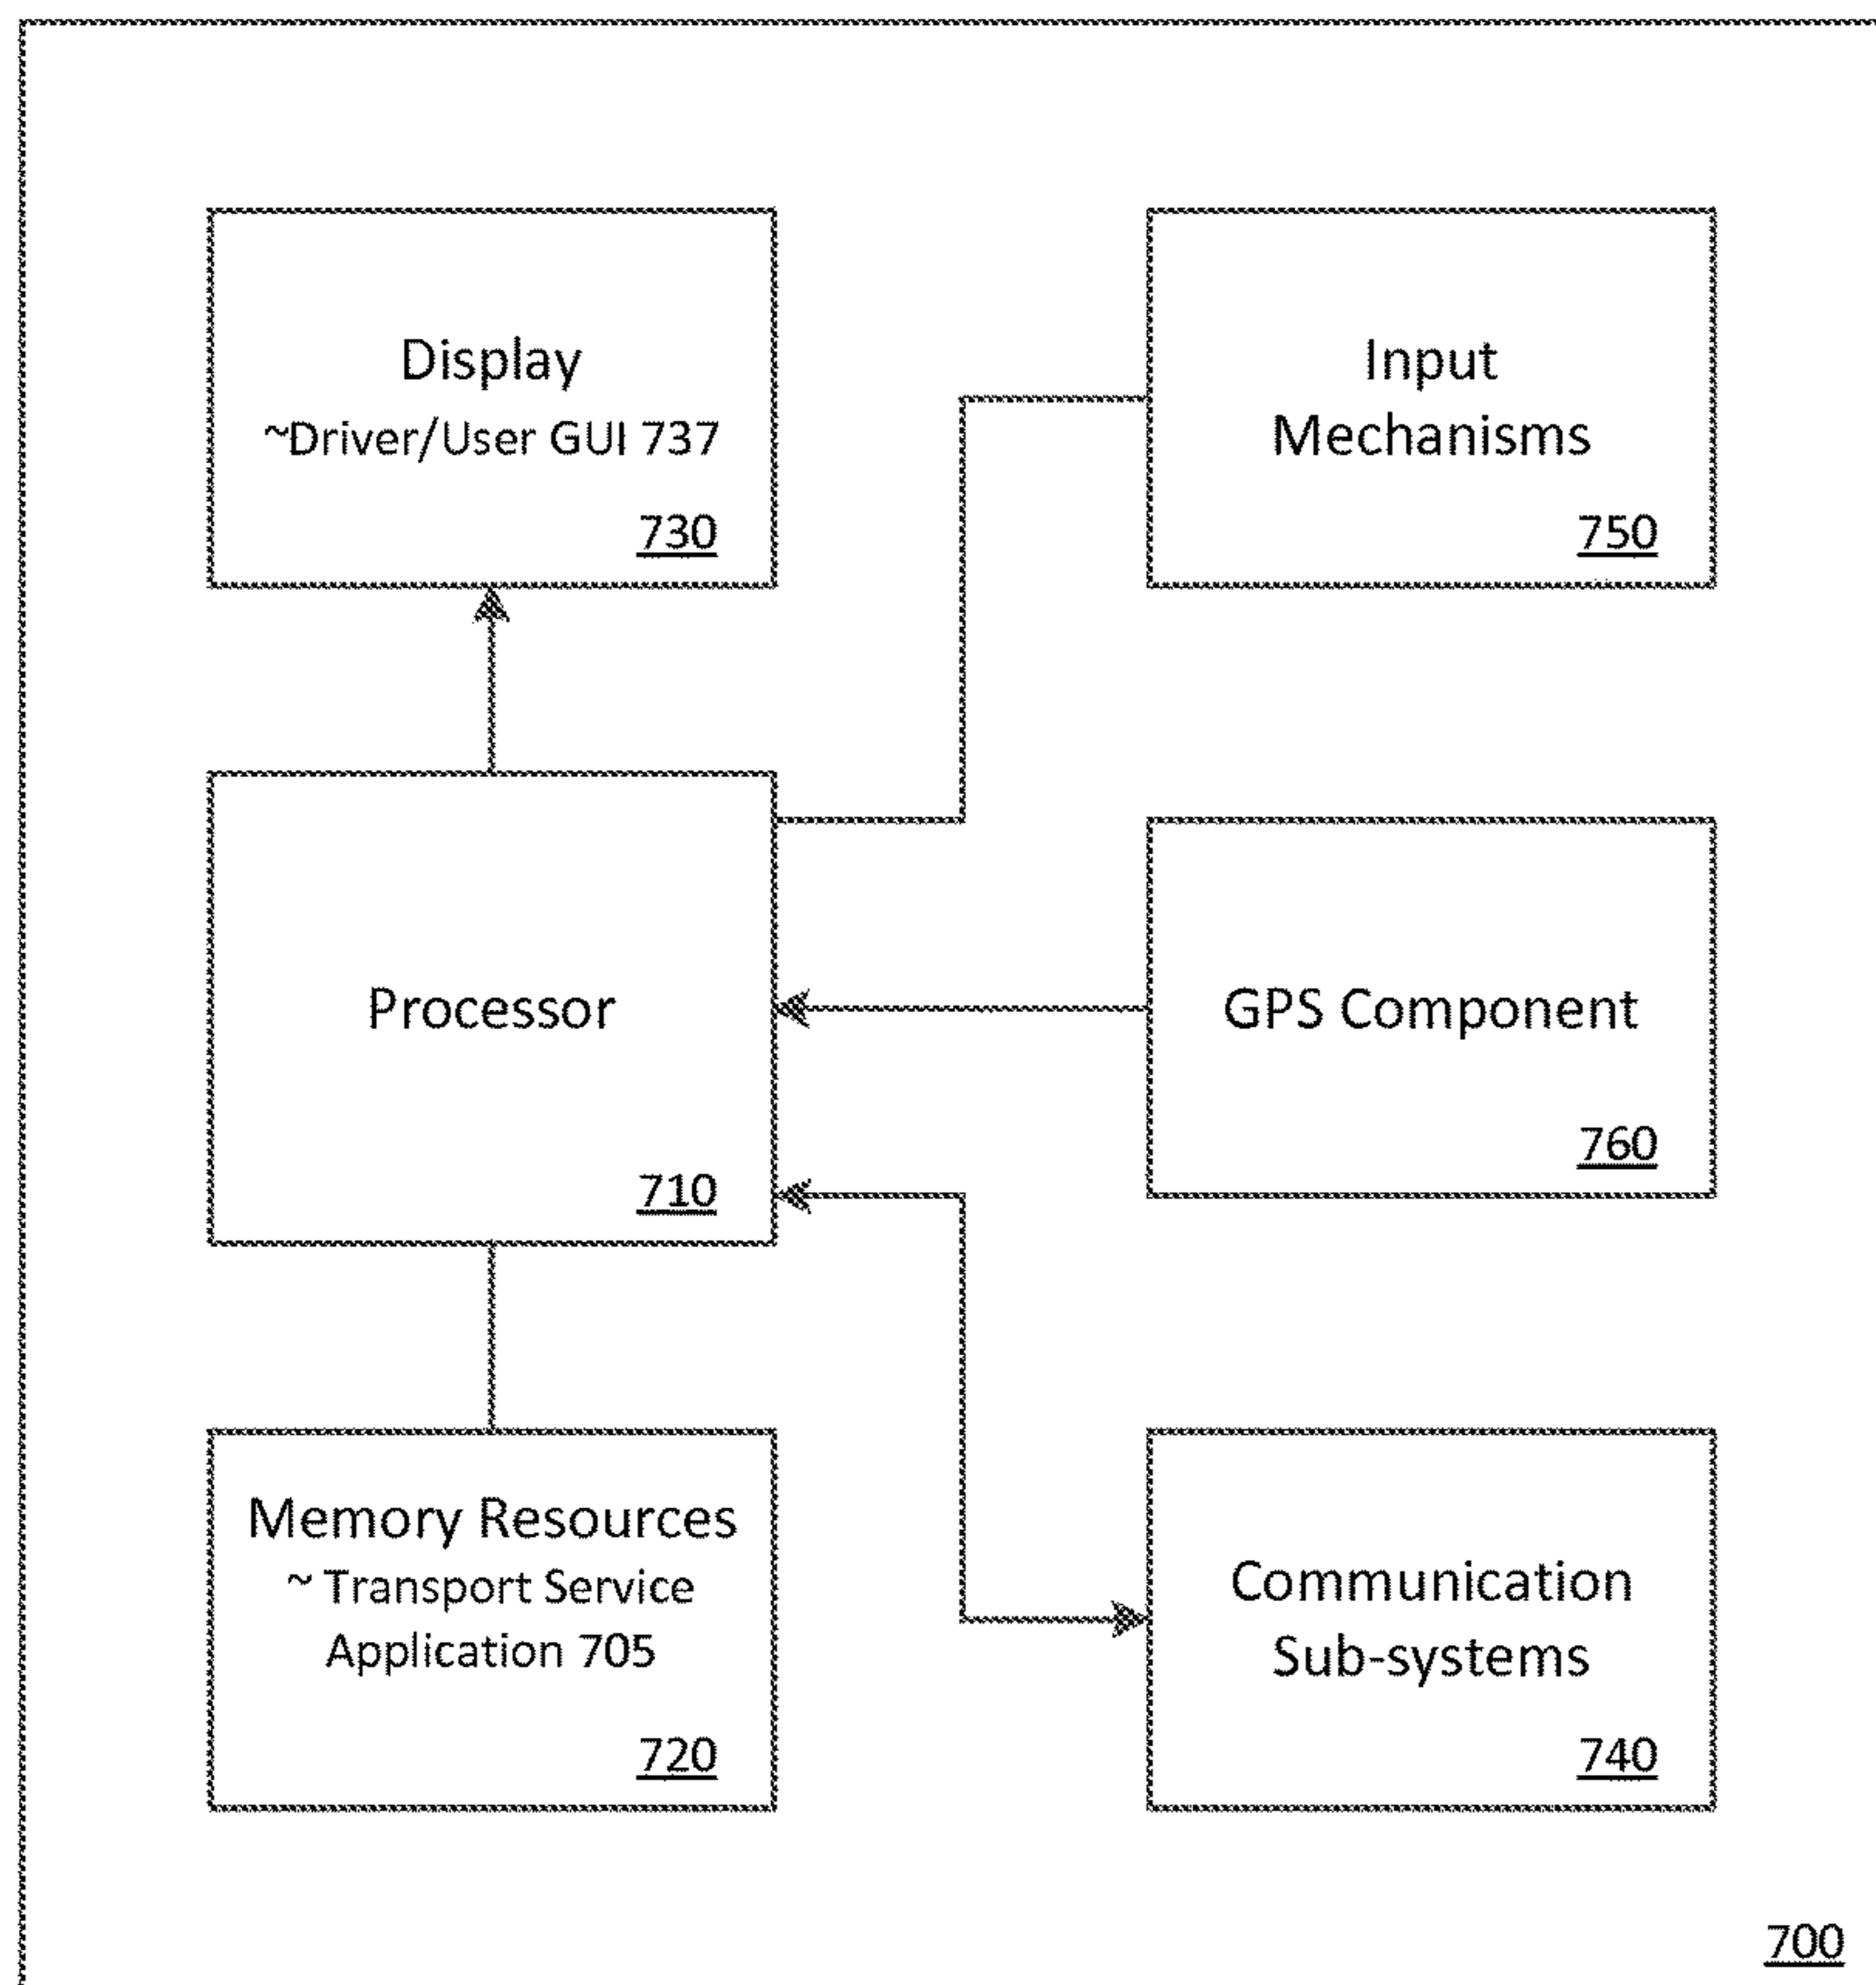 Display
~Driver/User GUI 737
730
Input
Mechanisms
750
Processor
710
GPS Component
760
Memory Resources
~ Transport Service
Application 705
720
Communication
Sub-systems
740
700